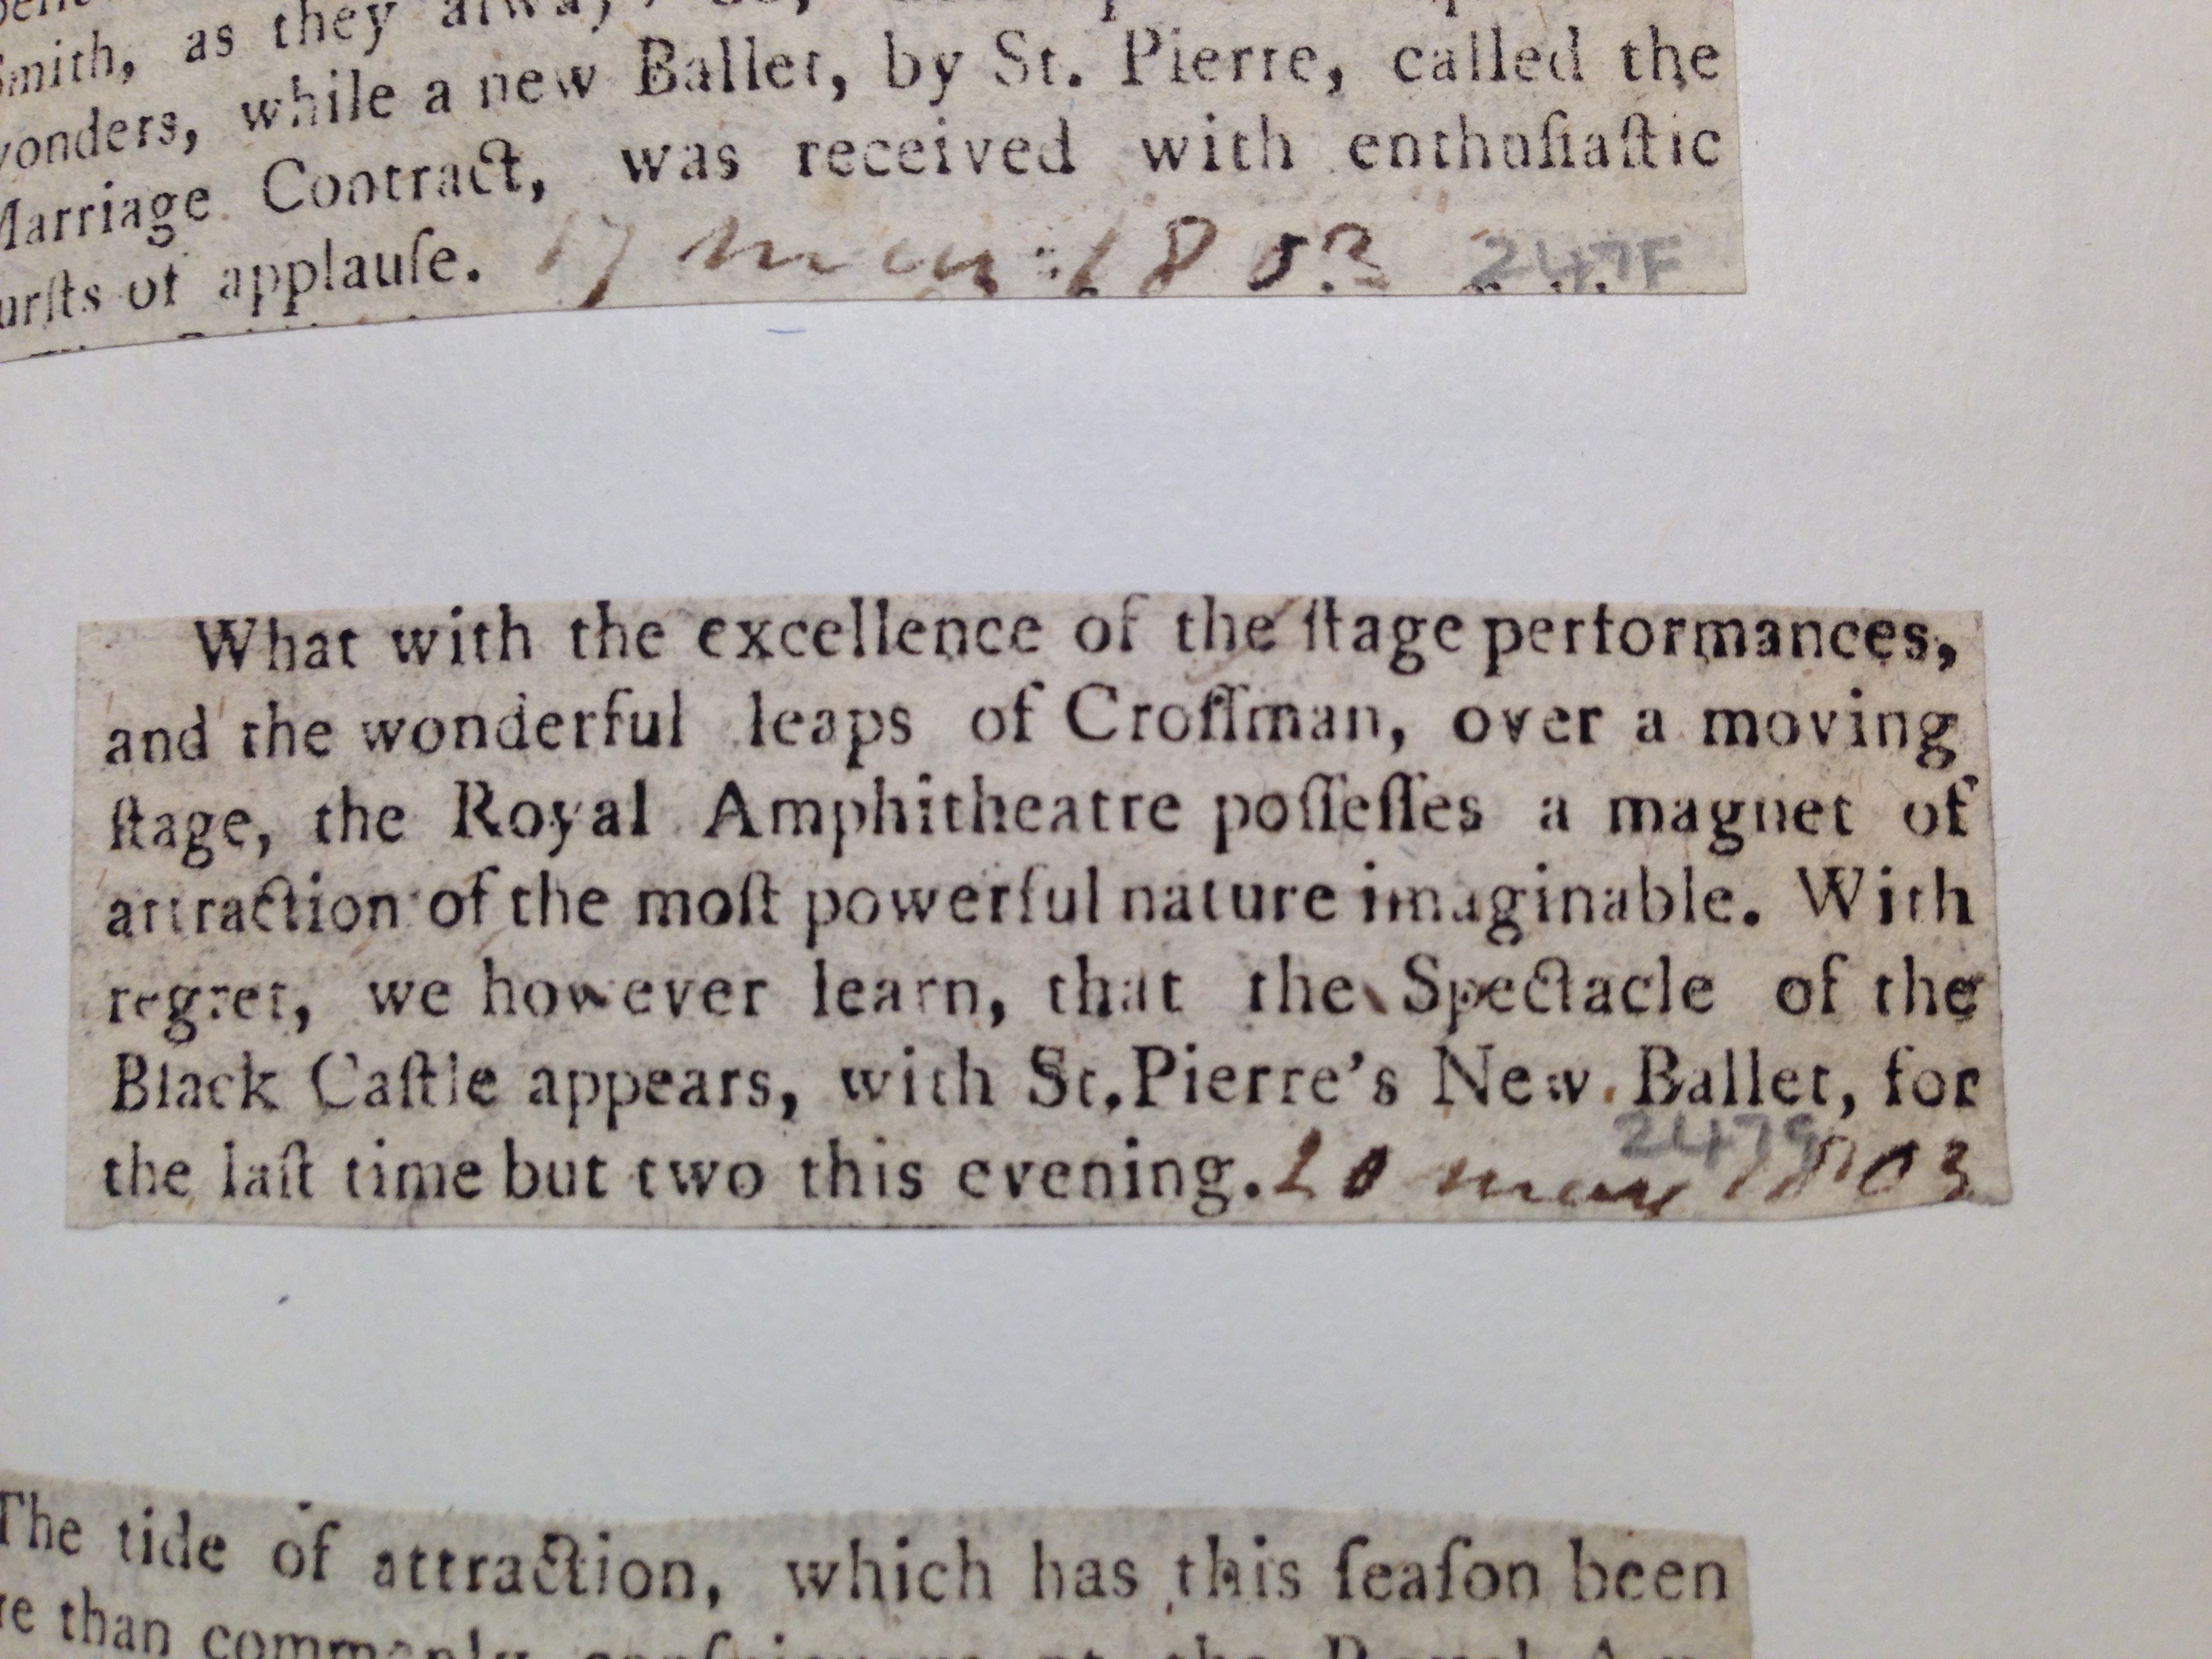 Smith, as they
wonders, while a new Ballet, by St. Pierre, called the
Marriage Contract, was received with enthuſiaſtic
urſts of applauſe. 17 may 1803 247F
What with the excellence of the ſtage performances,
and the wonderful leaps of Croſſman, over a moving
ſtage, the Royal Amphitheatre poſſeſſes a magnet of
attraction of the moſt powerful nature imaginable. With
regret, we however learn, that the Spectacle of the
Black Caſtle appears, with St. Pierre's New Ballet, for
the laſt time but two this evening. 20 may 1803
The tide of attraction, which has this ſeaſon been
re than commonly